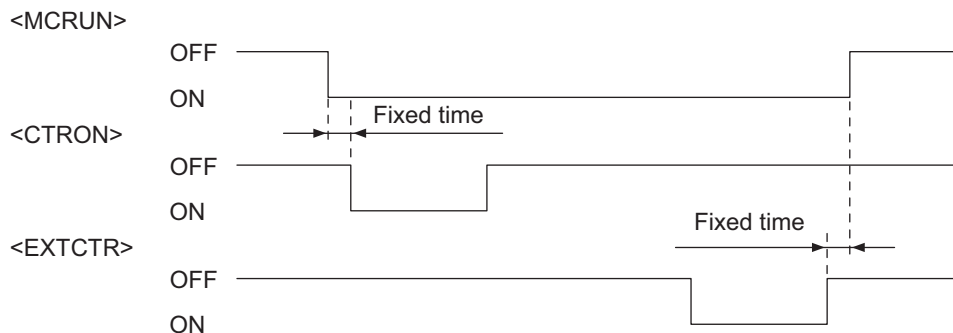 <MCRUN>
OFF
ON
Fixed time
<CTRON>
OFF
ON
Fixed time
<EXTCTR>
OFF
ON